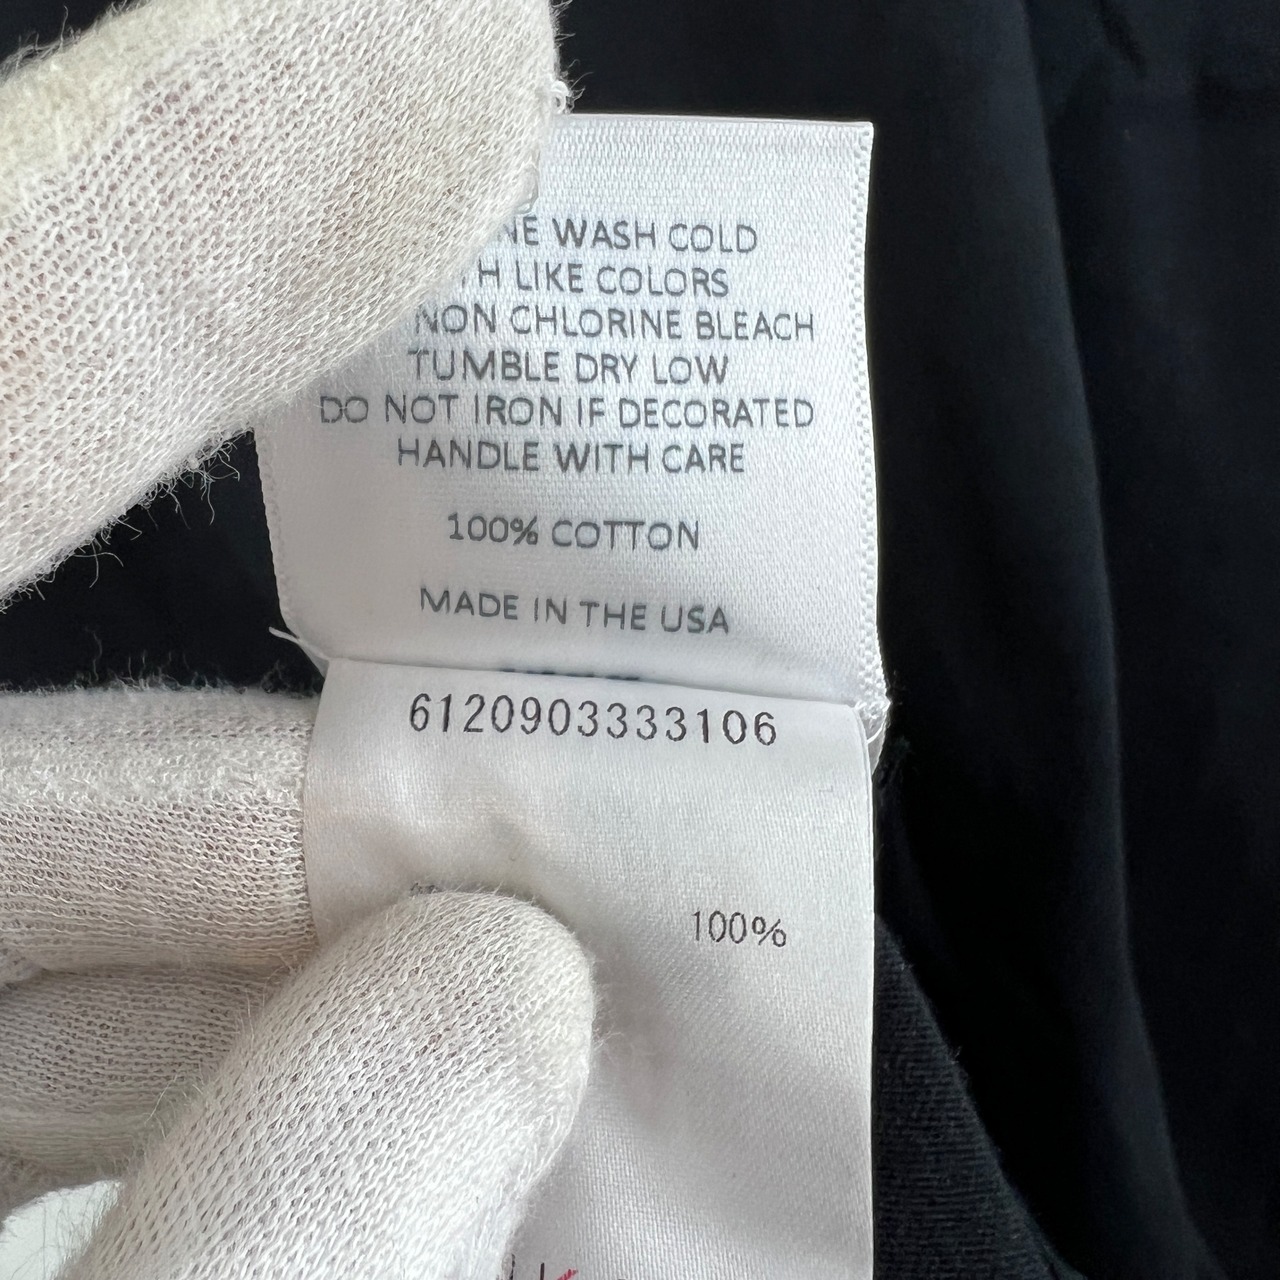 WASH COLD
LIKE COLORS
NON CHLORINE BLEACH
TUMBLE DRY LOW
DO NOT IRON IF DECORATED
HANDLE WITH CARE
100% COTTON
MADE IN THE USA
6120903333106
100%